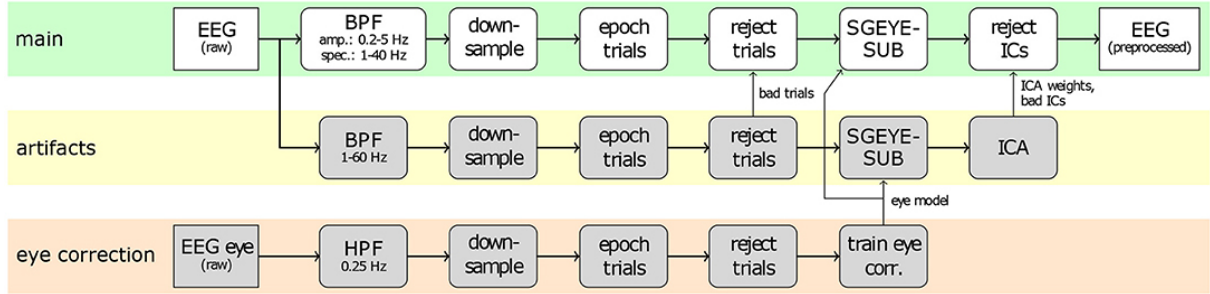 main
EEG
(raw)
BPF
amp.: 0.2-5 Hz
spec.: 1-40 Hz
down-
sample
epoch
trials
reject
trials
SGEYE-
SUB
reject
ICs
EEG
(preprocessed)
bad trials
ICA weights,
bad ICs
artifacts
BPF
1-60 Hz
down-
sample
epoch
trials
reject
trials
SGEYE-
SUB
ICA
eye model
eye correction
EEG eye
(raw)
HPF
0.25 Hz
down-
sample
epoch
trials
reject
trials
train eye
corr.